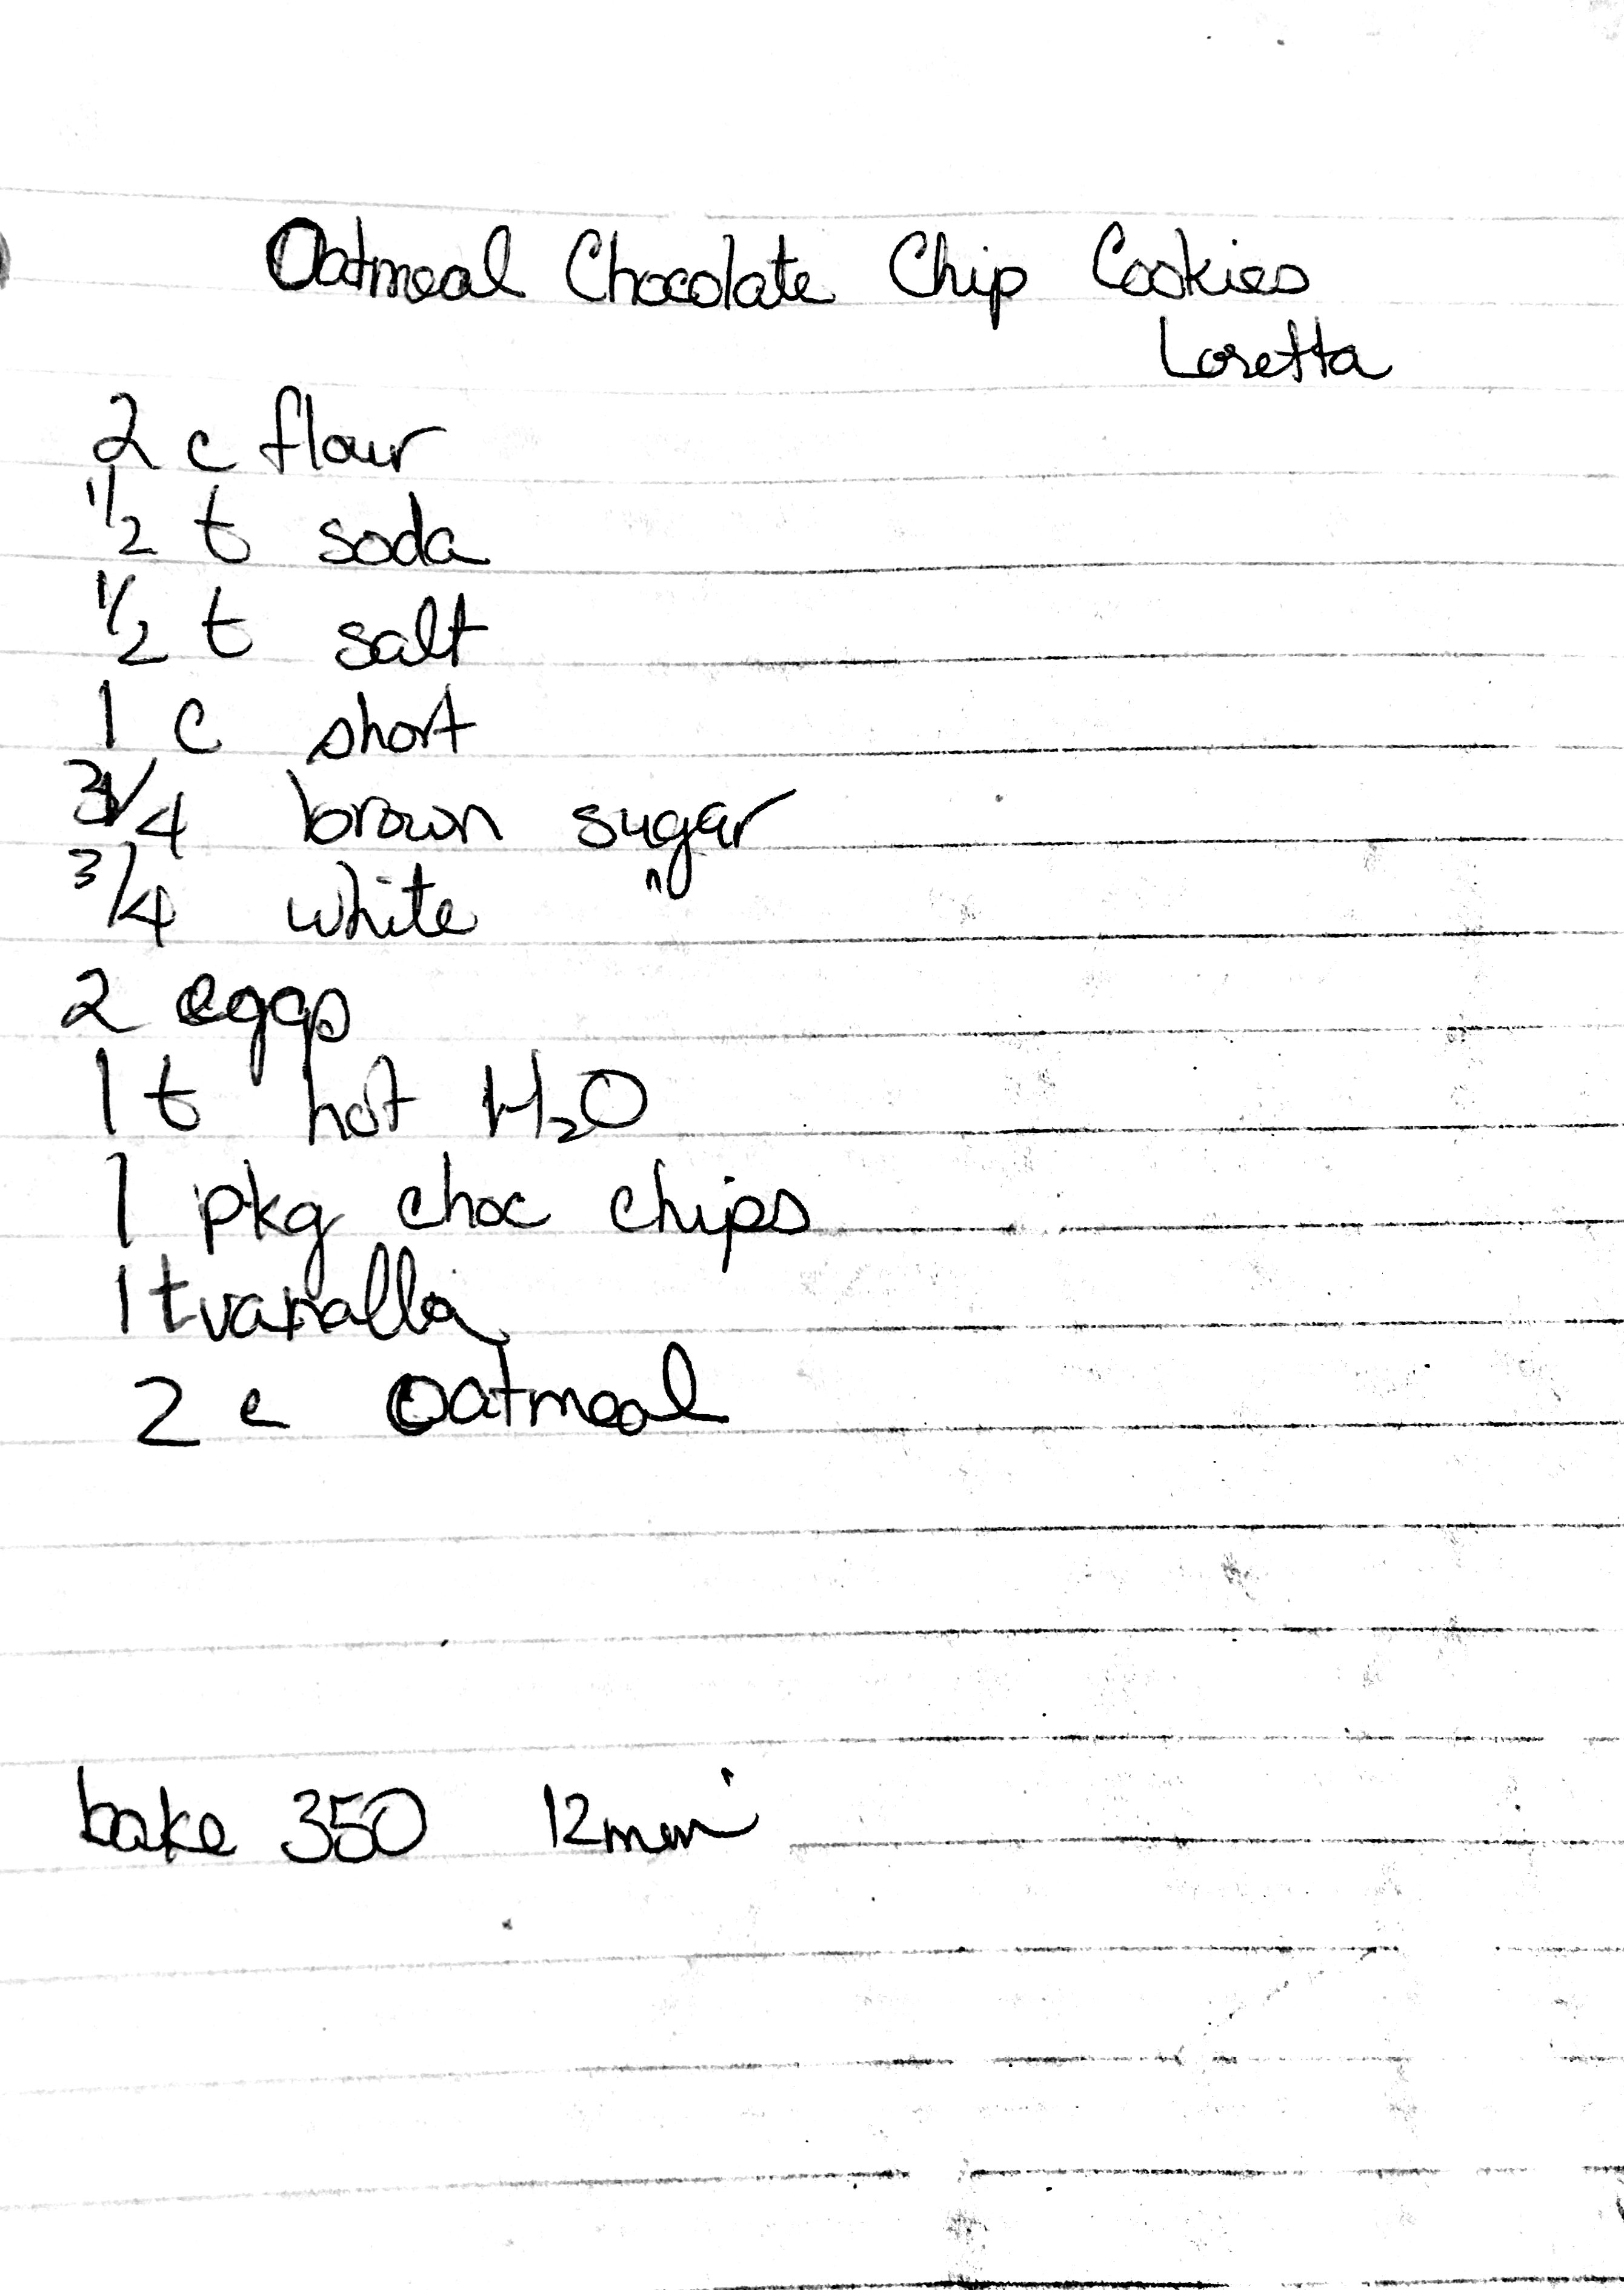 Oatmeal Chocolate Chip Cookies
Loretta
2 c flour
1/2 t soda
1/2 t salt
1 c short
3/4 brown sugar
3/4 white "
2 eggs
1 t hot H₂O
1 pkg choc chips
1 t vanalla
2 c Oatmeal
bake 350 12 min